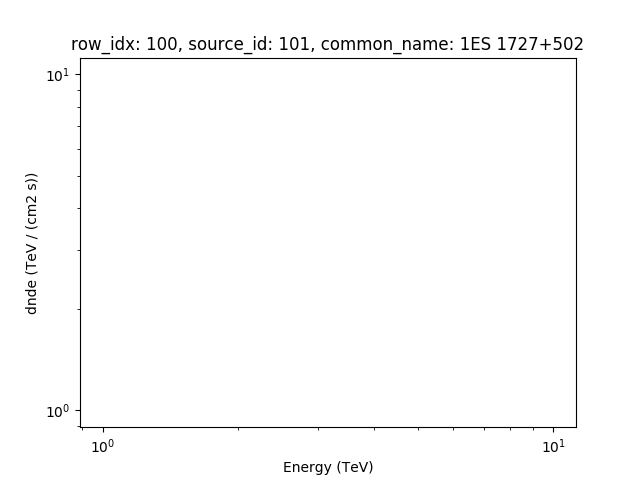 row_idx: 100, source_id: 101, common_name: 1ES 1727+502
10¹
dnde (TeV / (cm2 s))
10⁰
10⁰
10¹
Energy (TeV)